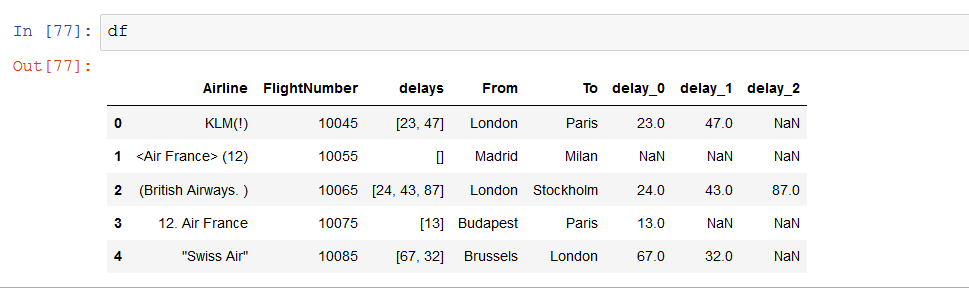 In [77]: df
Out[77]:
Airline FlightNumber delays From To delay_0 delay_1 delay_2
0 KLM(!) 10045 [23, 47] London Paris 23.0 47.0 NaN
1 <Air France> (12) 10055 [] Madrid Milan NaN NaN NaN
2 (British Airways. ) 10065 [24, 43, 87] London Stockholm 24.0 43.0 87.0
3 12. Air France 10075 [13] Budapest Paris 13.0 NaN NaN
4 "Swiss Air" 10085 [67, 32] Brussels London 67.0 32.0 NaN